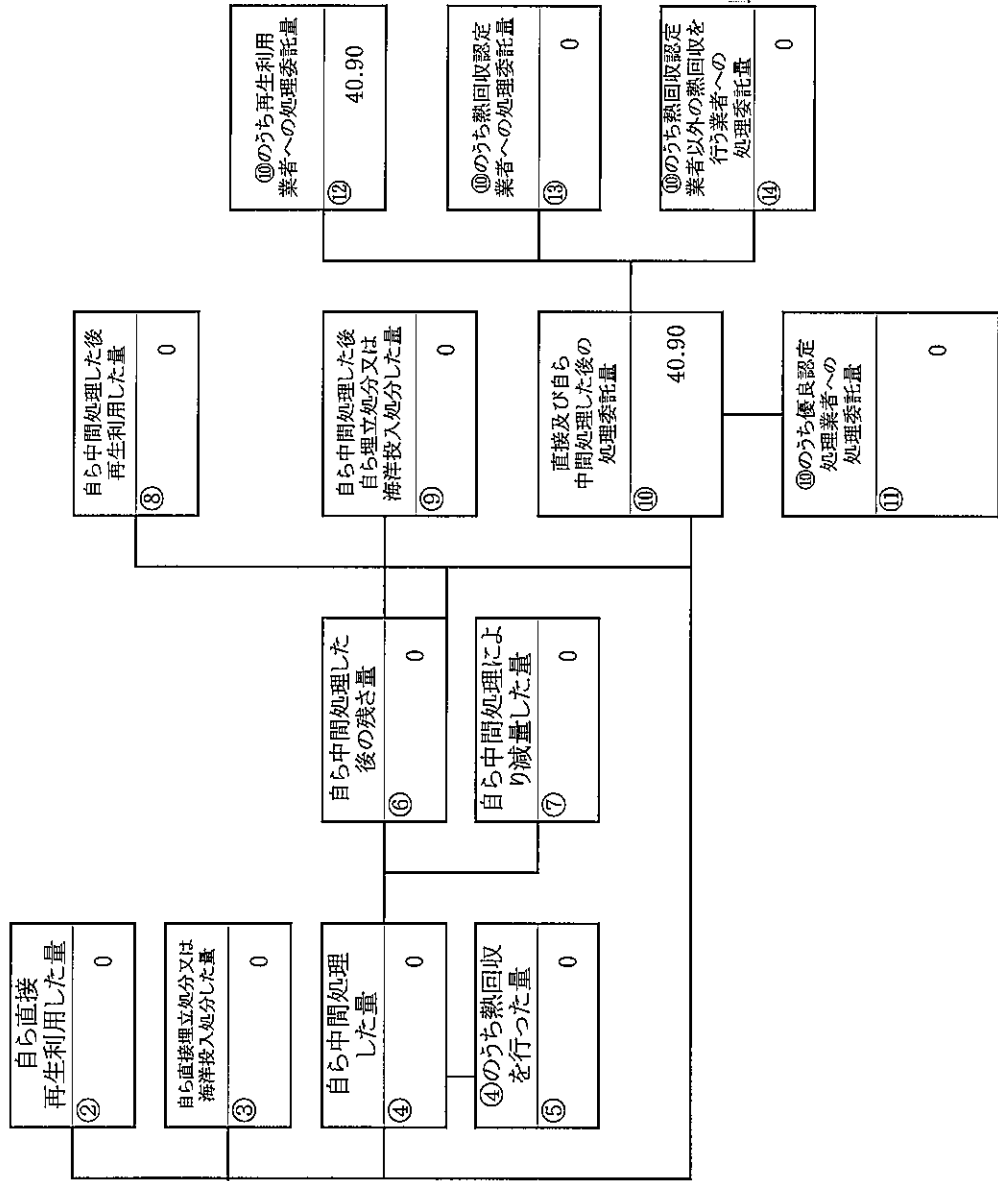 自ら直接
再生利用した量
②
0
自ら直接埋立処分又は
海洋投入処分した量
③
0
自ら中間処理
した量
④
0
④のうち熱回収
を行った量
⑤
0
自ら中間処理した
後の残さ量
⑥
0
自ら中間処理によ
り減量した量
⑦
0
自ら中間処理した後
再生利用した量
⑧
0
自ら中間処理した後
自ら埋立処分又は
海洋投入処分した量
⑨
0
直接及び自ら
中間処理した後の
処理委託量
⑩
40.90
⑩のうち優良認定
処理業者への
処理委託量
⑪
0
⑩のうち再生利用
業者への処理委託量
⑫
40.90
⑩のうち熱回収認定
業者への処理委託量
⑬
0
⑩のうち熱回収認定
業者以外の熱回収を
行う業者への
処理委託量
⑭
0